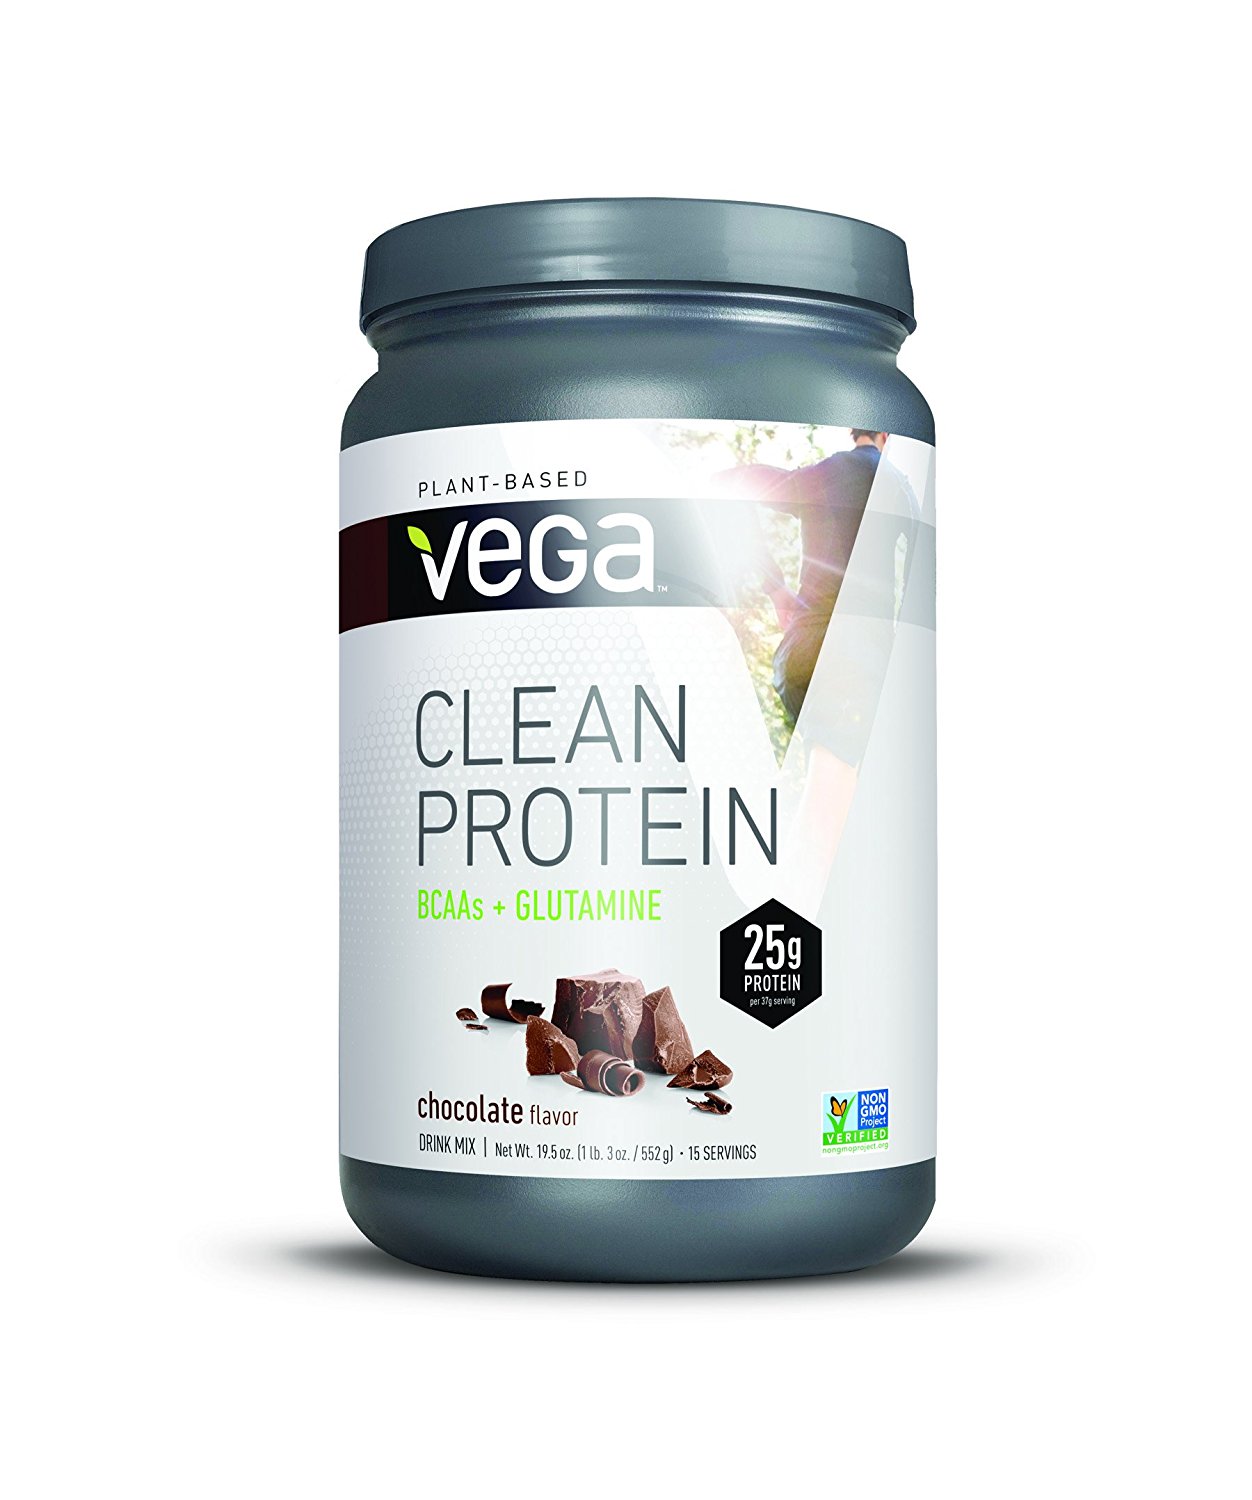 PLANT-BASED
vega™
CLEAN
PROTEIN
BCAAs + GLUTAMINE
25g
PROTEIN
per 37g serving
chocolate flavor
DRINK MIX | Net Wt. 19.5 oz. (1 lb. 3 oz. / 552 g) • 15 SERVINGS
NON
GMO
Project
VERIFIED
nongmoproject.org